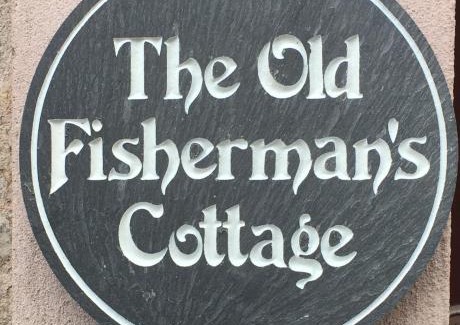 The Old
Fisherman's
Cottage